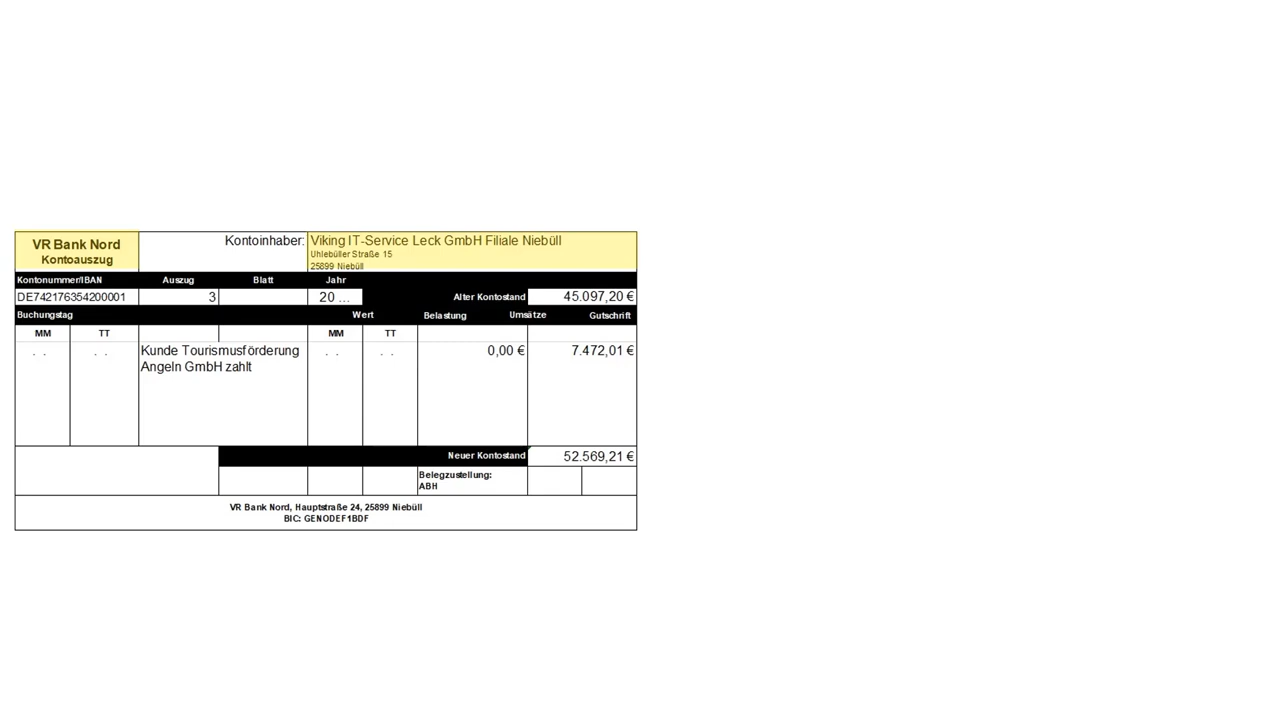 VR Bank Nord
Kontoauszug
Kontoinhaber: Viking IT-Service Leck GmbH Filiale Niebüll
Uhlebüller Straße 15
25899 Niebüll
Kontonummer/IBAN Auszug Blatt Jahr
DE742176354200001 3 20 ... Alter Kontostand 45.097,20 €
Buchungstag Wert Belastung Umsätze Gutschrift
MM TT MM TT
. . . . Kunde Tourismusförderung . . . . 0,00 € 7.472,01 €
Angeln GmbH zahlt
Neuer Kontostand 52.569,21 €
Belegzustellung:
ABH
VR Bank Nord, Hauptstraße 24, 25899 Niebüll
BIC: GENODEF1BDF